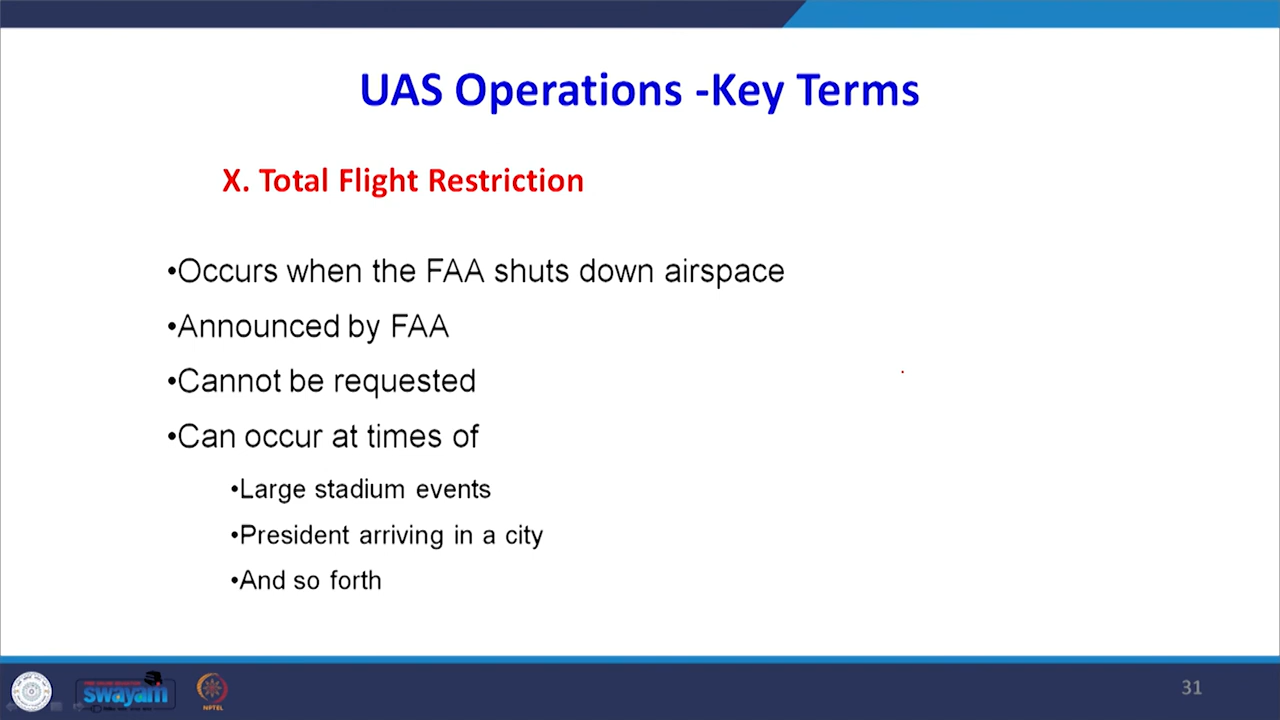 UAS Operations -Key Terms
X. Total Flight Restriction
•Occurs when the FAA shuts down airspace
•Announced by FAA
•Cannot be requested
•Can occur at times of
•Large stadium events
•President arriving in a city
•And so forth
swayam
NPTEL
31